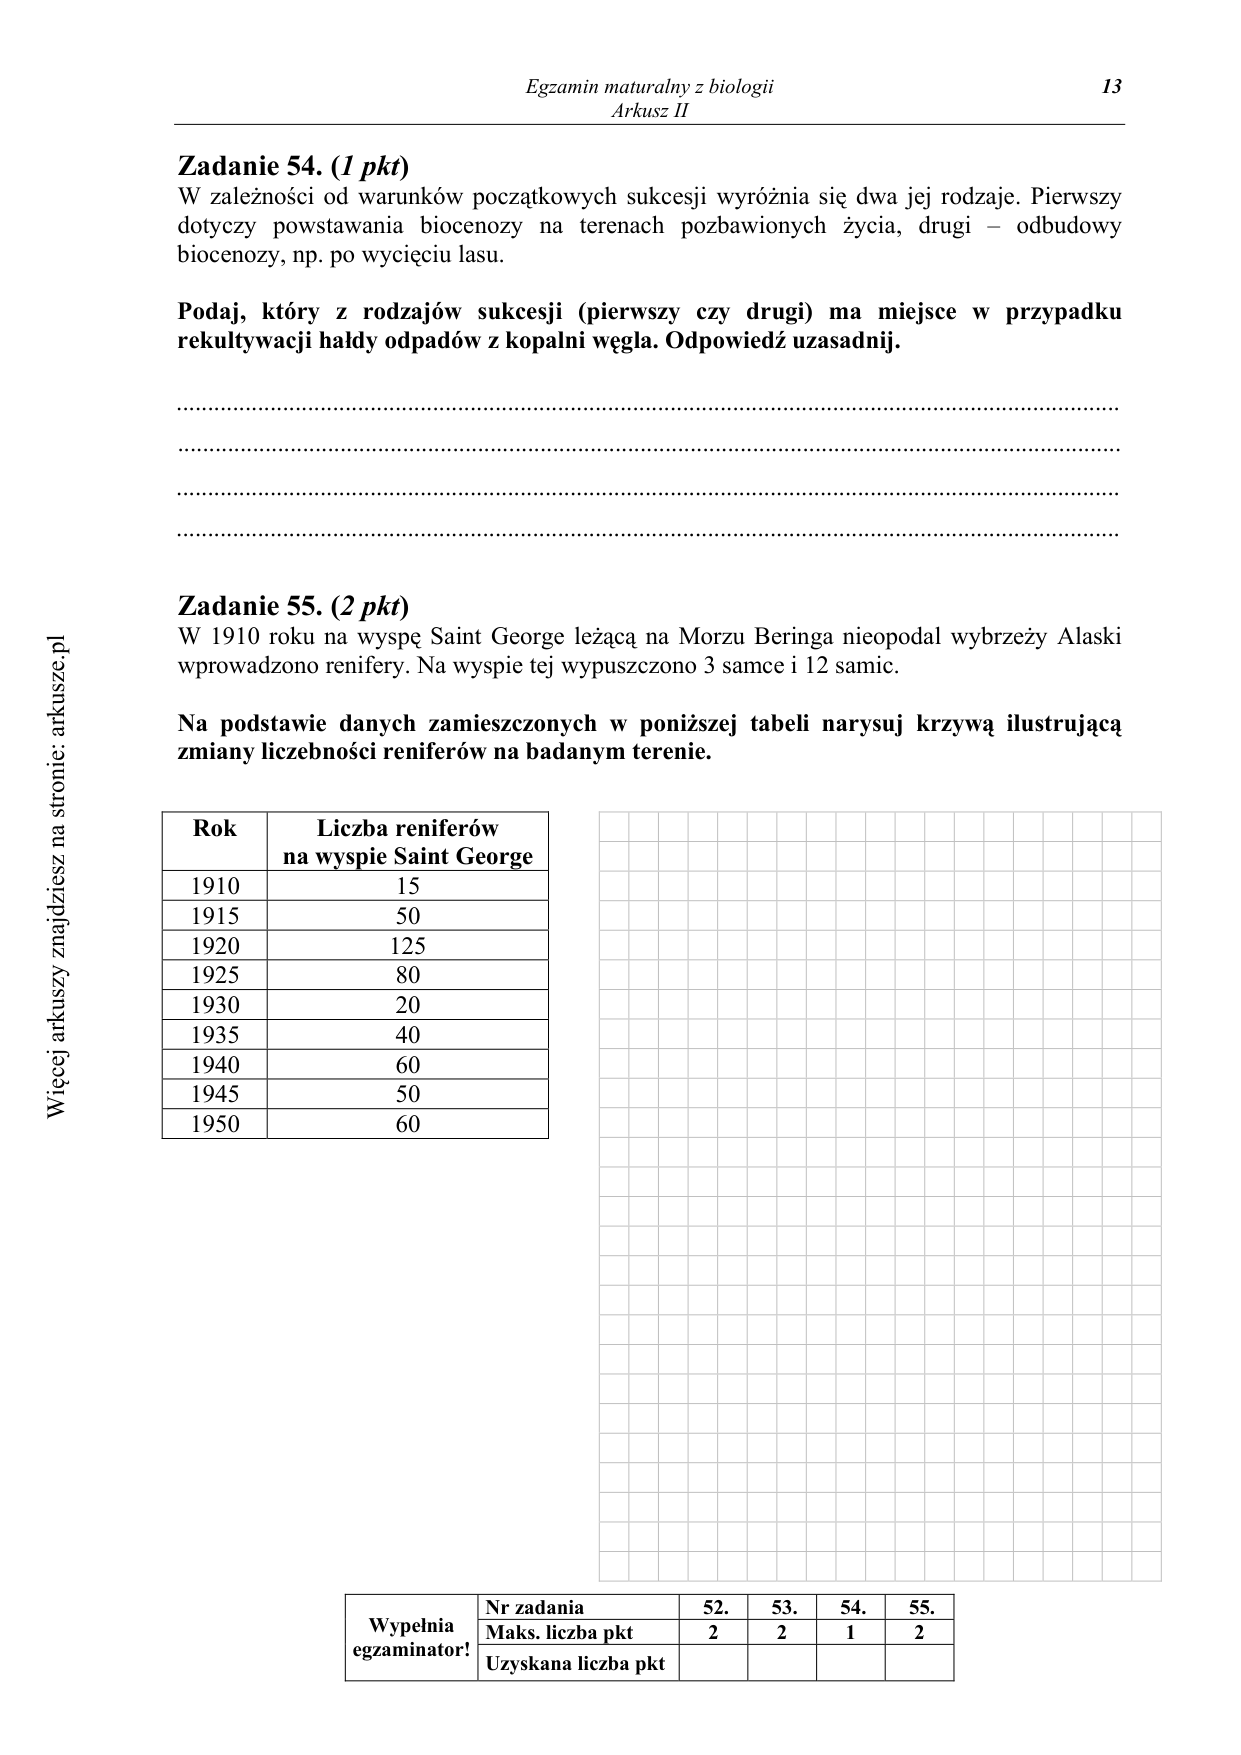 Egzamin maturalny z biologii
13
Arkusz II
Zadanie 54. (1 pkt)
W zależności od warunków początkowych sukcesji wyróżnia się dwa jej rodzaje. Pierwszy
dotyczy powstawania biocenozy na terenach pozbawionych życia, drugi – odbudowy
biocenozy, np. po wycięciu lasu.
Podaj, który z rodzajów sukcesji (pierwszy czy drugi) ma miejsce w przypadku
rekultywacji hałdy odpadów z kopalni węgla. Odpowiedź uzasadnij.
Zadanie 55. (2 pkt)
W 1910 roku na wyspę Saint George leżącą na Morzu Beringa nieopodal wybrzeży Alaski
wprowadzono renifery. Na wyspie tej wypuszczono 3 samce i 12 samic.
Na podstawie danych zamieszczonych w poniższej tabeli narysuj krzywą ilustrującą
zmiany liczebności reniferów na badanym terenie.
Rok Liczba reniferów
na wyspie Saint George
1910 15
1915 50
1920 125
1925 80
1930 20
1935 40
1940 60
1945 50
1950 60
Wypełnia
egzaminator!
Nr zadania 52. 53. 54. 55.
Maks. liczba pkt 2 2 1 2
Uzyskana liczba pkt
Więcej arkuszy znajdziesz na stronie: arkusze.pl